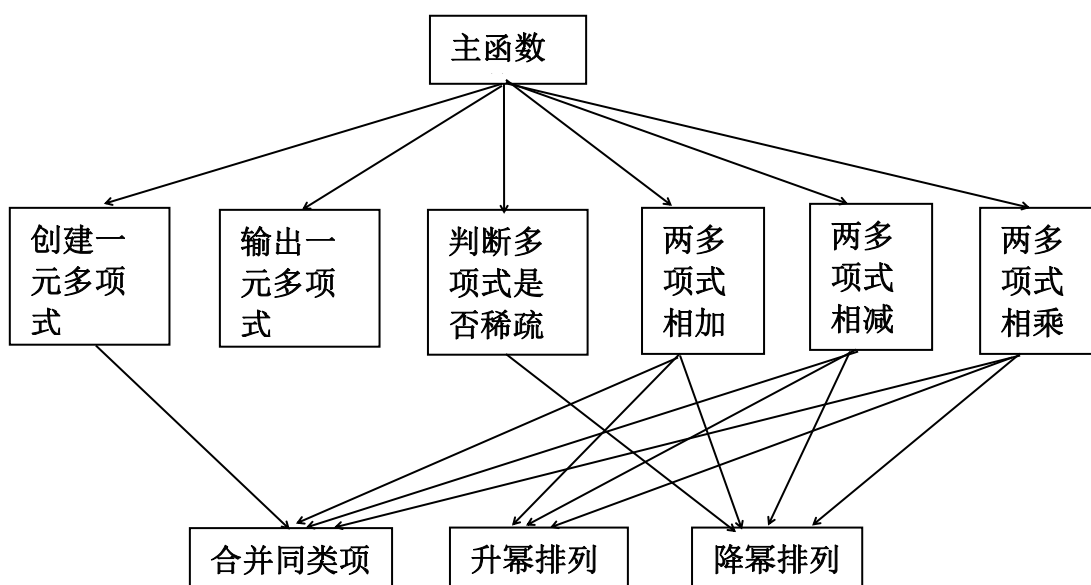 主函数
创建一
元多项
式
输出一
元多项
式
判断多
项式是
否稀疏
两多
项式
相加
两多
项式
相减
两多
项式
相乘
合并同类项
升幂排列
降幂排列